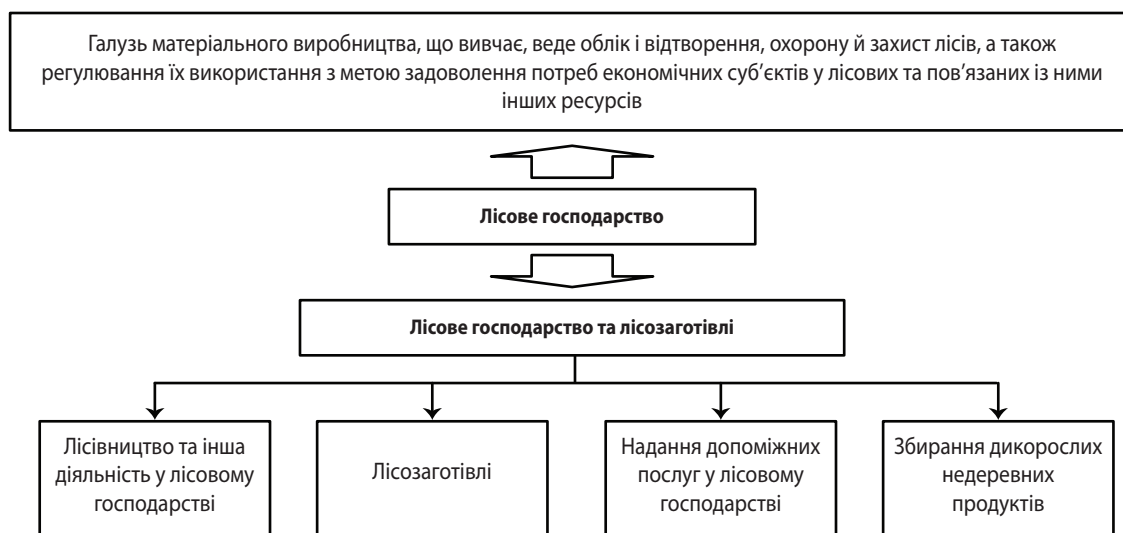 Галузь матеріального виробництва, що вивчає, веде облік і відтворення, охорону й захист лісів, а також
регулювання їх використання з метою задоволення потреб економічних суб’єктів у лісових та пов’язаних із ними
інших ресурсів
Лісове господарство
Лісове господарство та лісозаготівлі
Лісівництво та інша
діяльність у лісовому
господарстві
Лісозаготівлі
Надання допоміжних
послуг у лісовому
господарстві
Збирання дикорослих
недеревних
продуктів